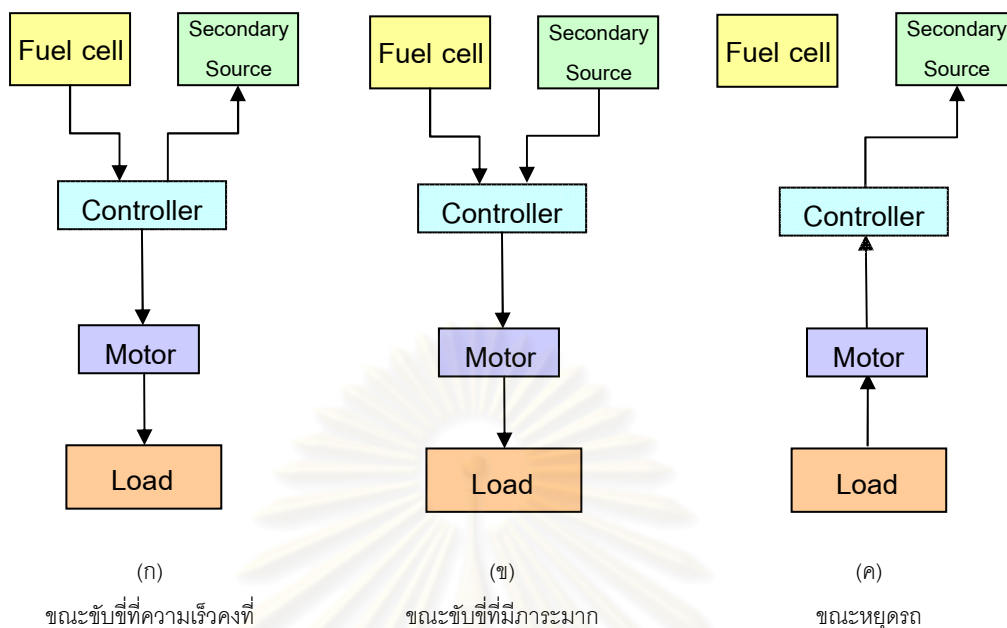 Fuel cell
Secondary
Source
Controller
Motor
Load
(ก)
ขณะขับขี่ที่ความเร็วคงที่
Fuel cell
Secondary
Source
Controller
Motor
Load
(ข)
ขณะขับขี่ที่มีภาระมาก
Fuel cell
Secondary
Source
Controller
Motor
Load
(ค)
ขณะหยุดรถ